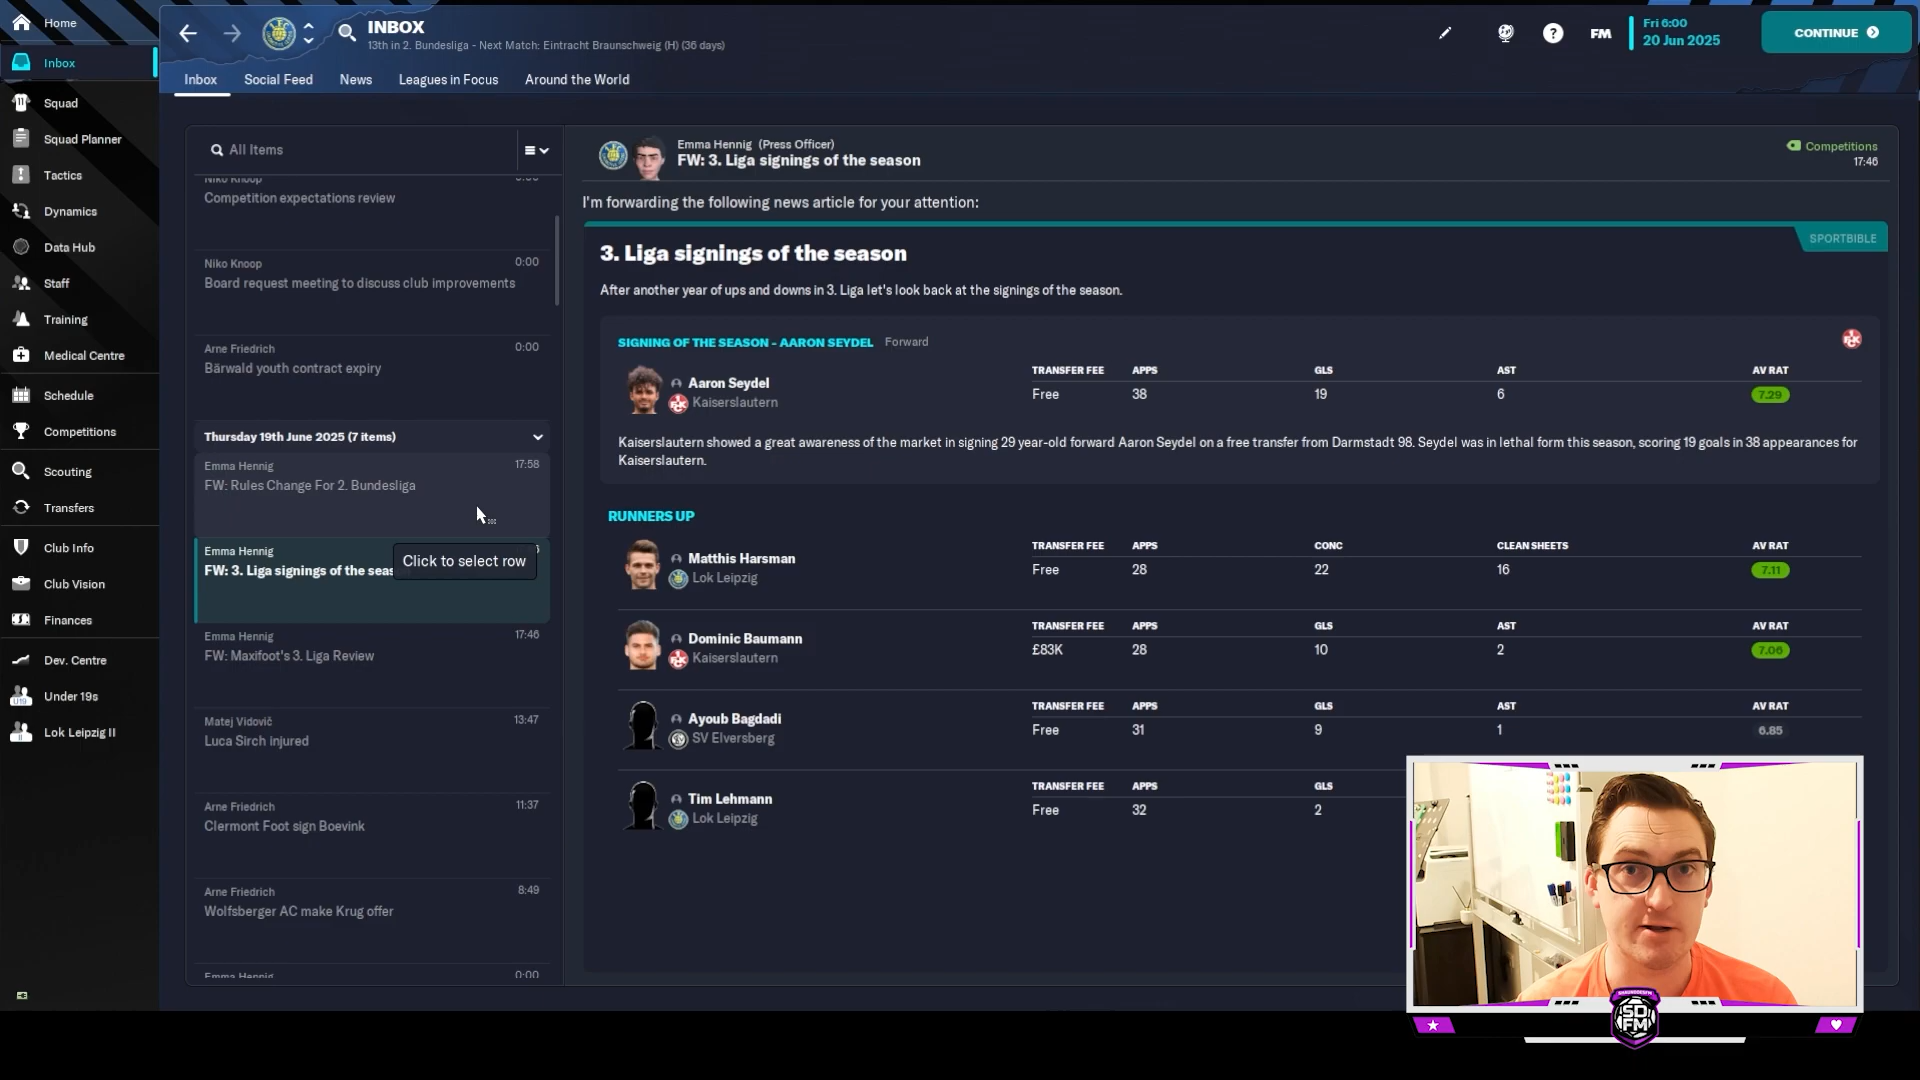 Home
Inbox
Squad
Squad Planner
Tactics
Dynamics
Data Hub
Staff
Training
Medical Centre
Schedule
Competitions
Scouting
Transfers
Club Info
Club Vision
Finances
Dev. Centre
Under 19s
Lok Leipzig II
INBOX
13th in 2. Bundesliga - Next Match: Eintracht Braunschweig (H) (36 days)
FM
Fri 6:00
20 Jun 2025
CONTINUE
Inbox Social Feed News Leagues in Focus Around the World
All Items
Niko Knoop 0:00
Competition expectations review
Niko Knoop 0:00
Board request meeting to discuss club improvements
Arne Friedrich 0:00
Bärwald youth contract expiry
Thursday 19th June 2025 (7 items)
Emma Hennig 17:58
FW: Rules Change For 2. Bundesliga
Emma Hennig
FW: 3. Liga signings of the seas
Click to select row
Emma Hennig 17:46
FW: Maxifoot's 3. Liga Review
Matej Vidovič 13:47
Luca Sirch injured
Arne Friedrich 11:37
Clermont Foot sign Boevink
Arne Friedrich 8:49
Wolfsberger AC make Krug offer
Emma Hennig 0:00
Emma Hennig (Press Officer)
FW: 3. Liga signings of the season
Competitions
17:46
I'm forwarding the following news article for your attention:
SPORTBIBLE
3. Liga signings of the season
After another year of ups and downs in 3. Liga let's look back at the signings of the season.
SIGNING OF THE SEASON - AARON SEYDEL Forward
TRANSFER FEE APPS GLS AST AV RAT
Aaron Seydel
Kaiserslautern
Free 38 19 6 7.29
Kaiserslautern showed a great awareness of the market in signing 29 year-old forward Aaron Seydel on a free transfer from Darmstadt 98. Seydel was in lethal form this season, scoring 19 goals in 38 appearances for
Kaiserslautern.
RUNNERS UP
TRANSFER FEE APPS CONC CLEAN SHEETS AV RAT
Matthis Harsman
Lok Leipzig
Free 28 22 16 7.11
TRANSFER FEE APPS GLS AST AV RAT
Dominic Baumann
Kaiserslautern
£83K 28 10 2 7.06
TRANSFER FEE APPS GLS AST AV RAT
Ayoub Bagdadi
SV Elversberg
Free 31 9 1 6.85
TRANSFER FEE APPS GLS
Tim Lehmann
Lok Leipzig
Free 32 2
SD
FM